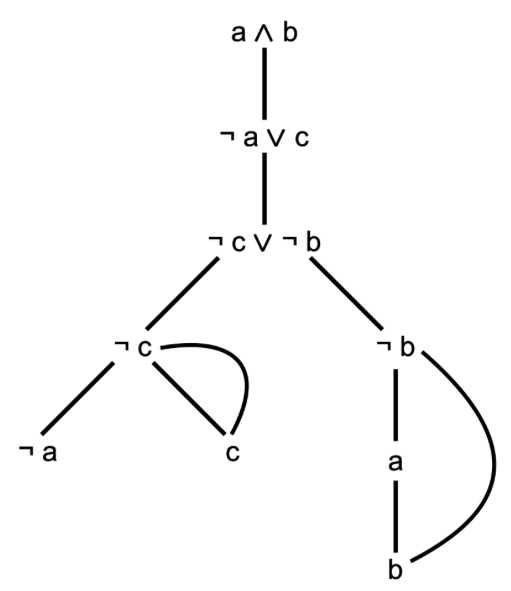 a ∧ b
¬ a ∨ c
¬ c ∨ ¬ b
¬ c
¬ b
¬ a
c
a
b